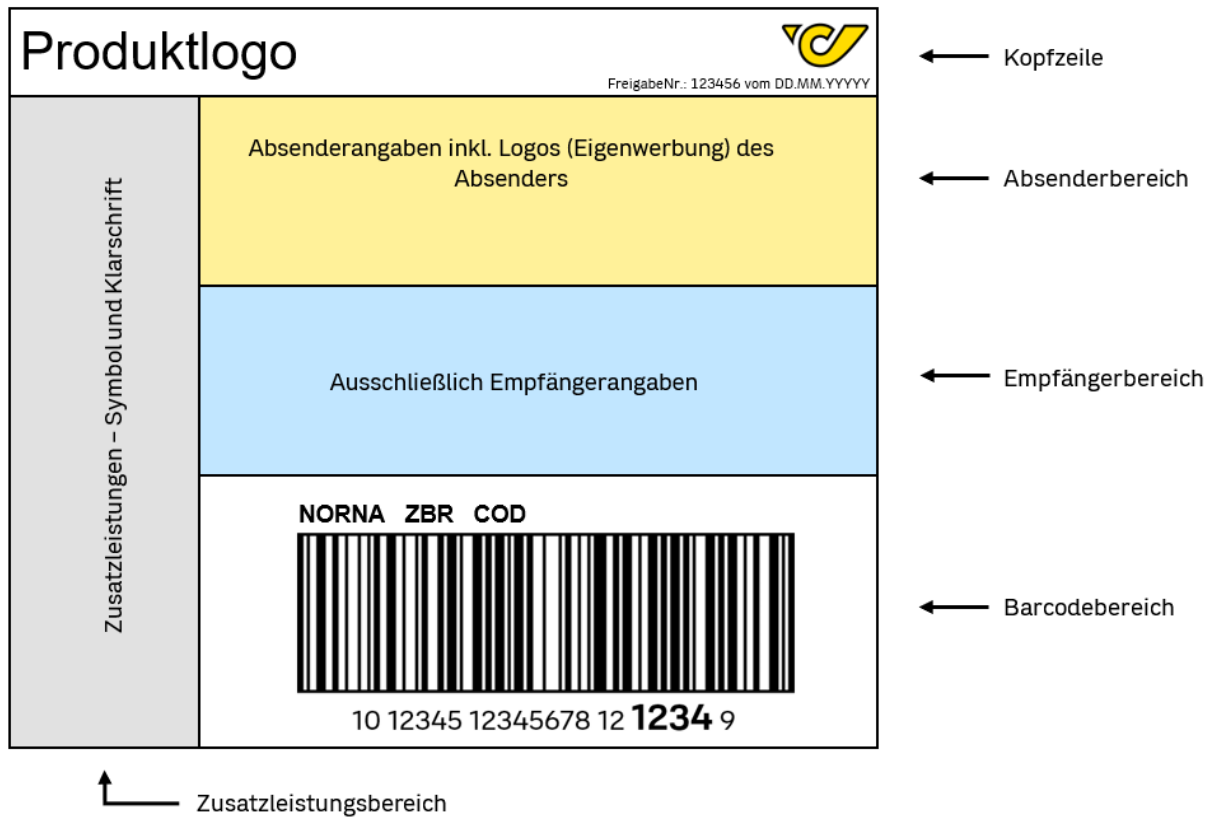 Produktlogo
FreigabeNr.: 123456 vom DD.MM.YYYYY
Kopfzeile
Absenderangaben inkl. Logos (Eigenwerbung) des
Absenders
Absenderbereich
Zusatzleistungen – Symbol und Klarschrift
Ausschließlich Empfängerangaben
Empfängerbereich
NORNA ZBR COD
Barcodebereich
10 12345 12345678 12 1234 9
Zusatzleistungsbereich